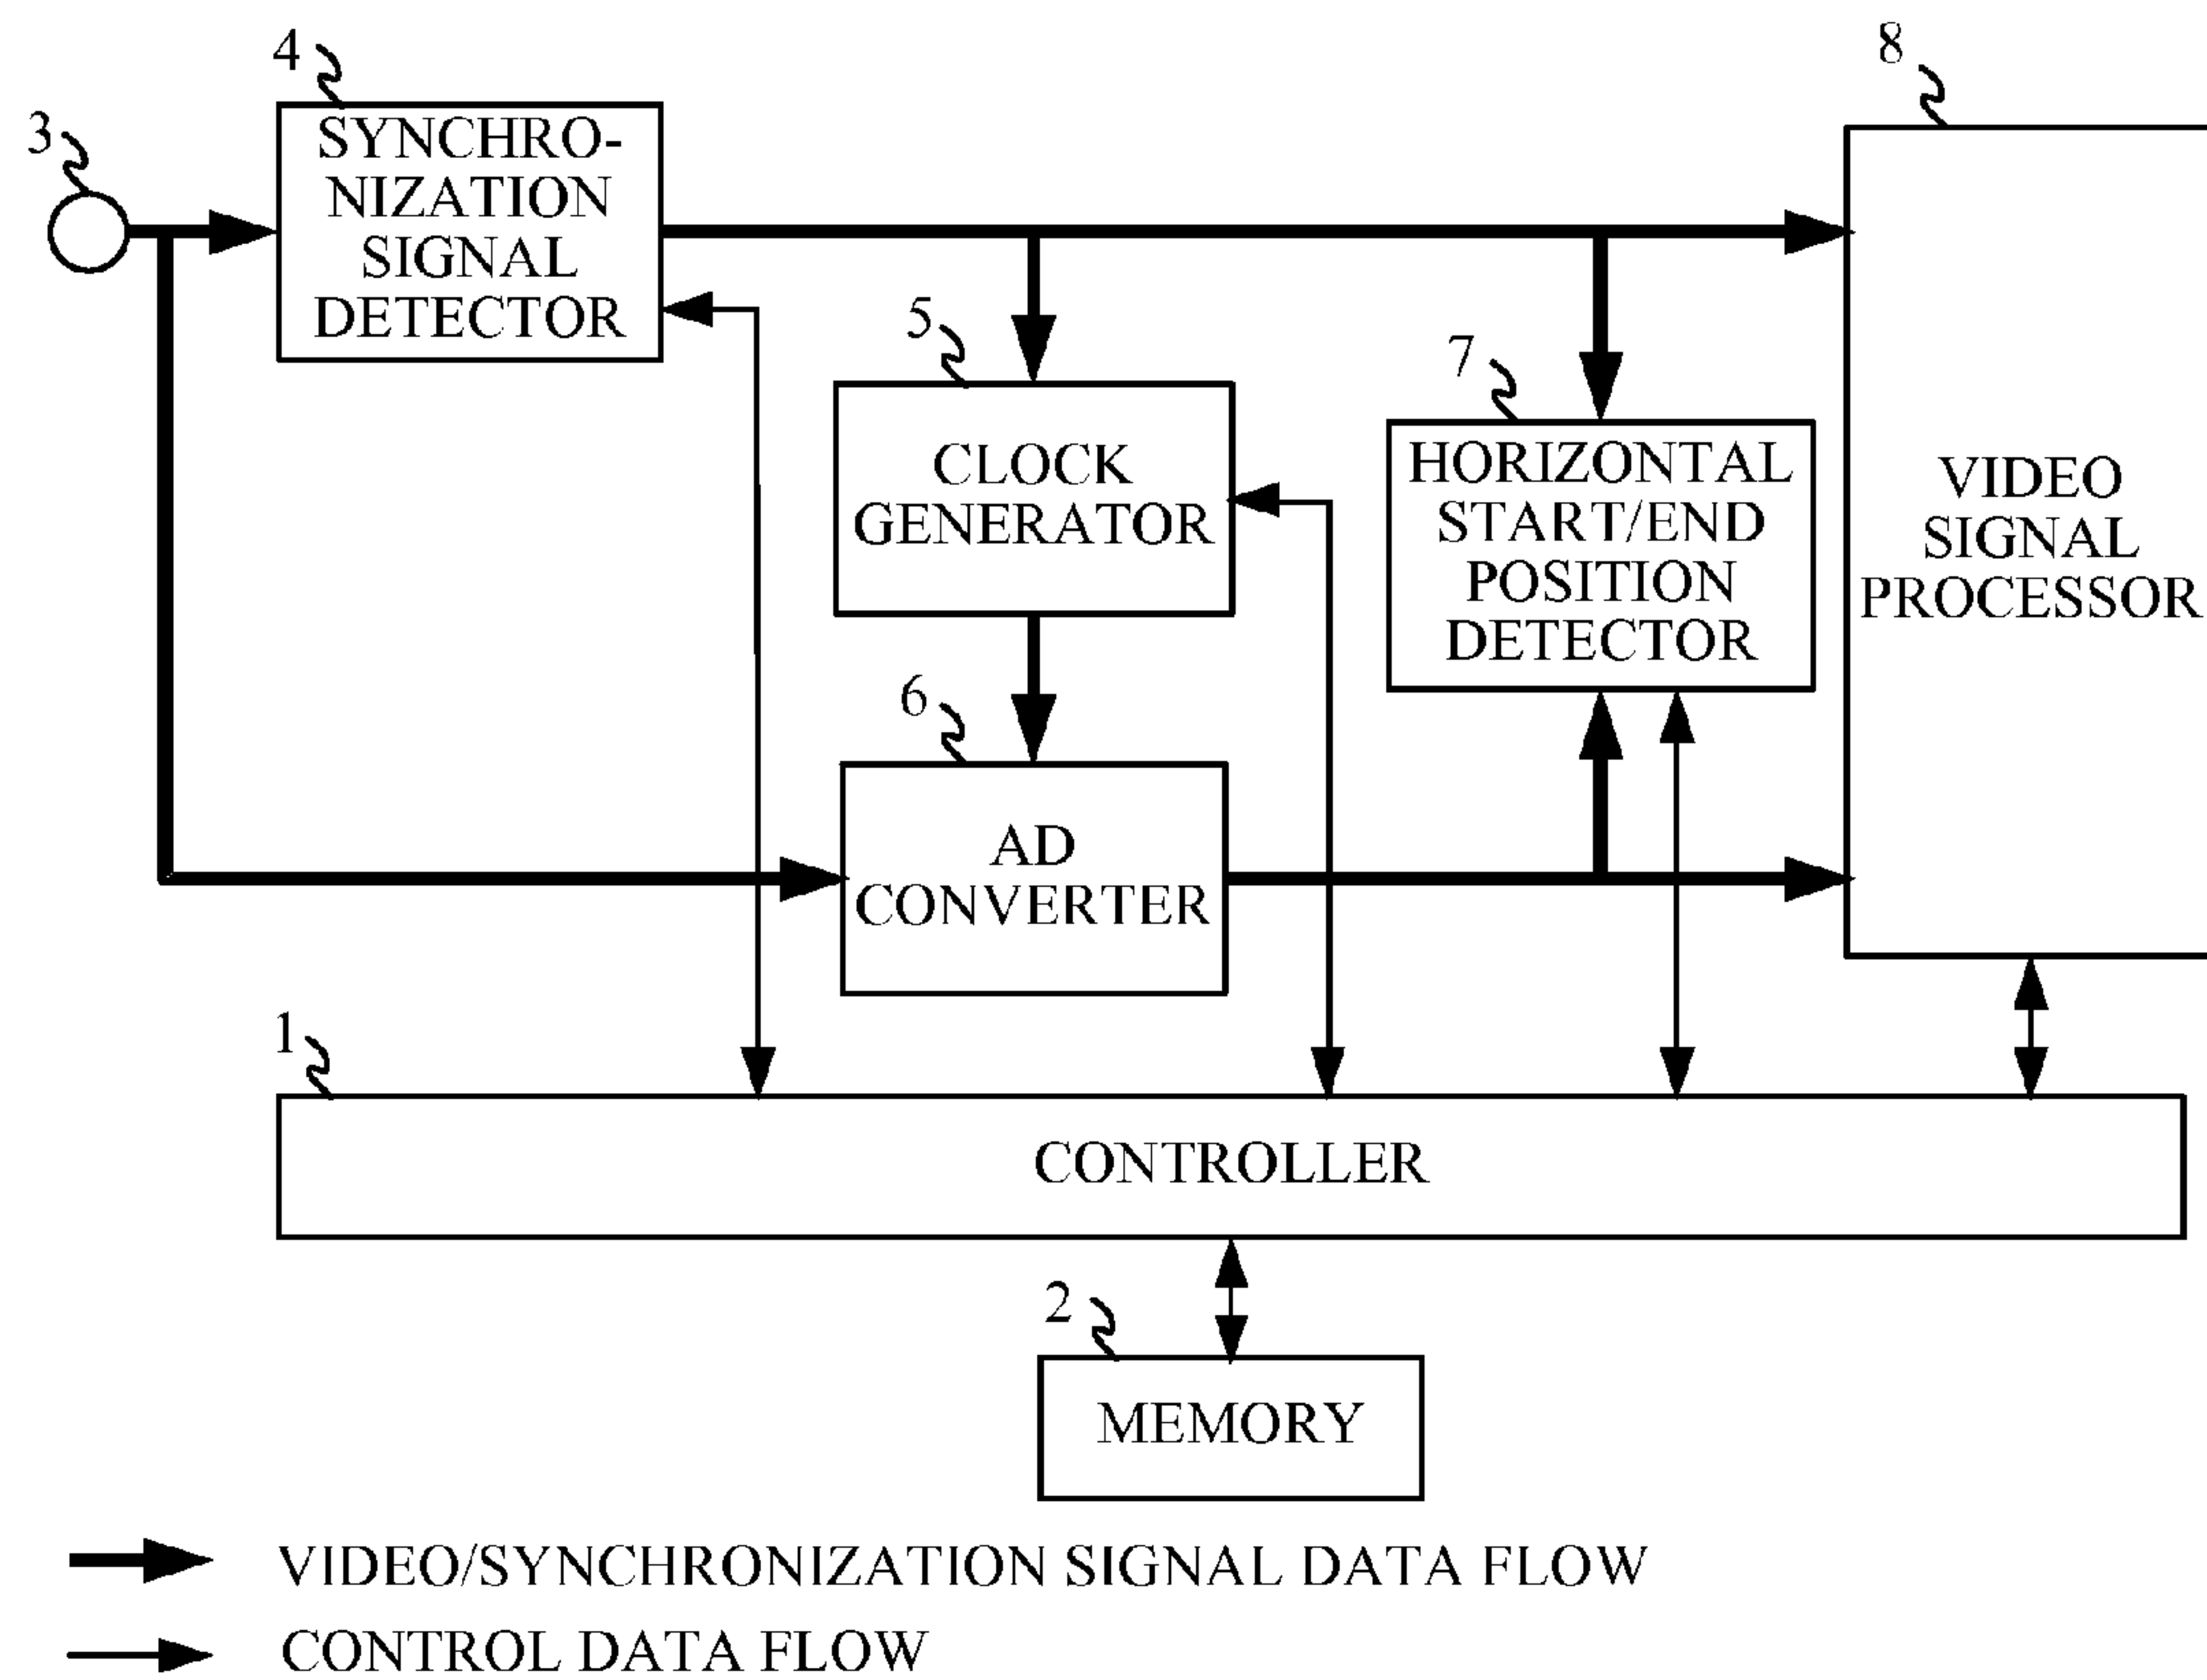 4
8
3
SYNCHRO-
NIZATION
SIGNAL
DETECTOR
5
7
CLOCK
GENERATOR
HORIZONTAL
START/END
POSITION
DETECTOR
VIDEO
SIGNAL
PROCESSOR
6
AD
CONVERTER
1
CONTROLLER
2
MEMORY
VIDEO/SYNCHRONIZATION SIGNAL DATA FLOW
CONTROL DATA FLOW